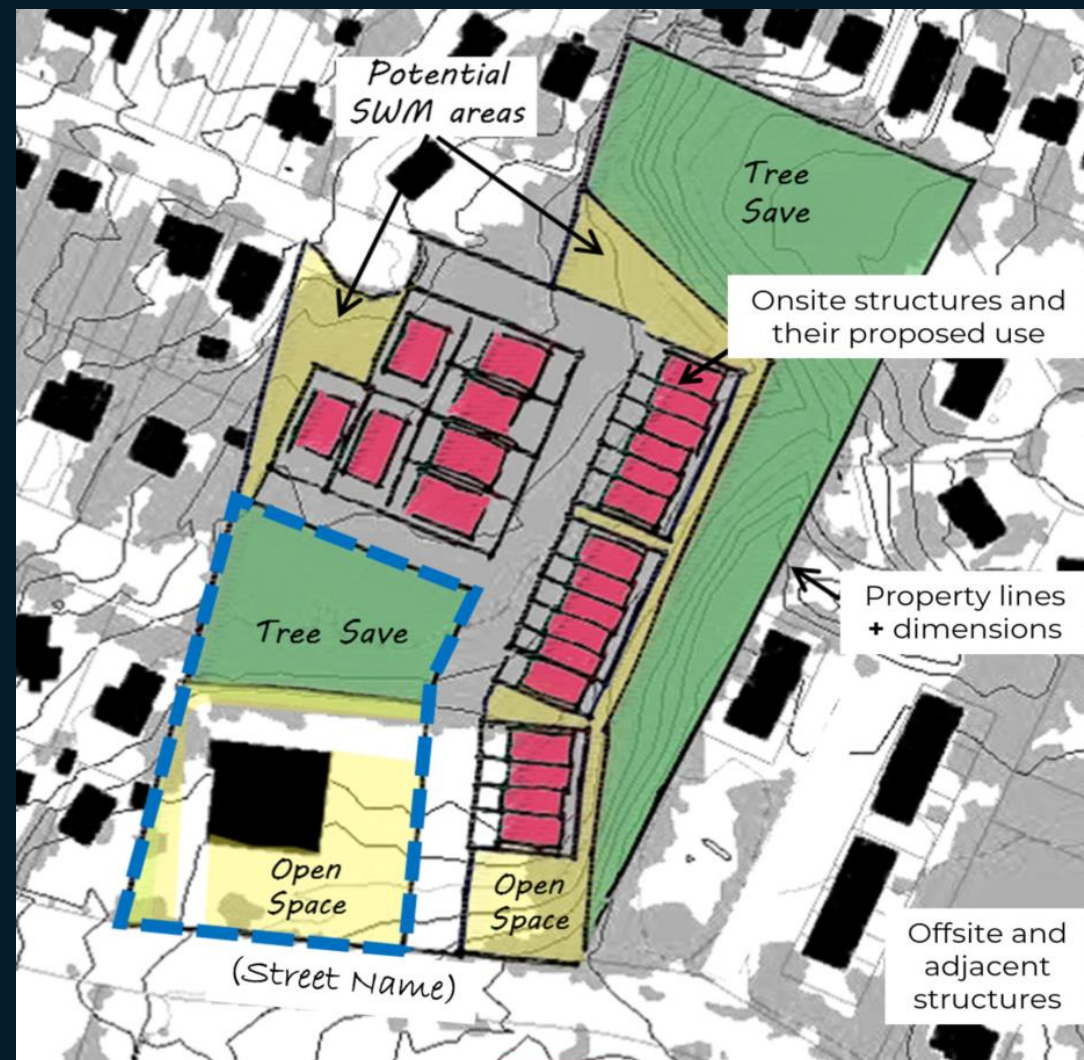 Potential
SWM areas
Tree
Save
Onsite structures and
their proposed use
Property lines
+ dimensions
Tree Save
Open
Space
Open
Space
(Street Name)
Offsite and
adjacent
structures